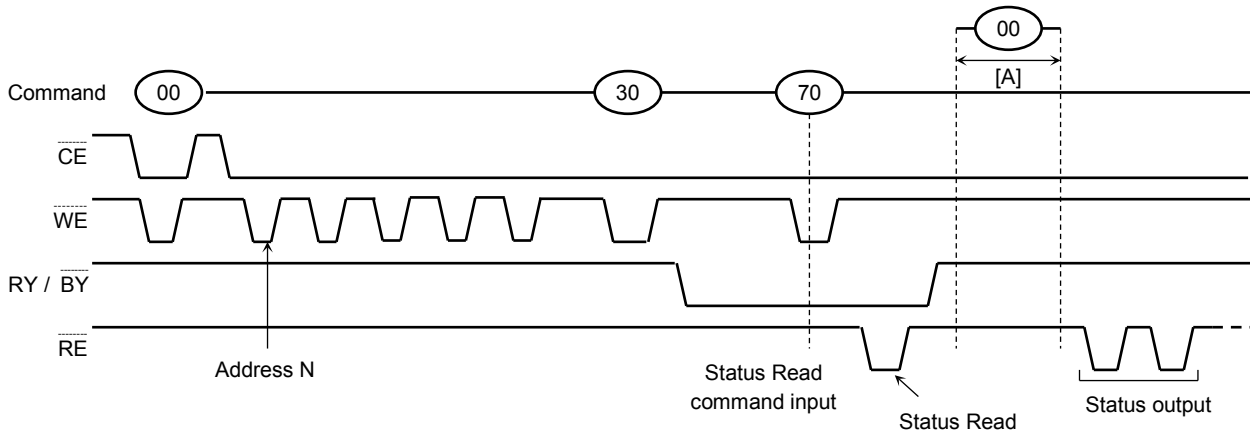 00
[A]
Command 00 30 70
CE
WE
RY / BY
RE
Address N
Status Read
command input
Status Read
Status output